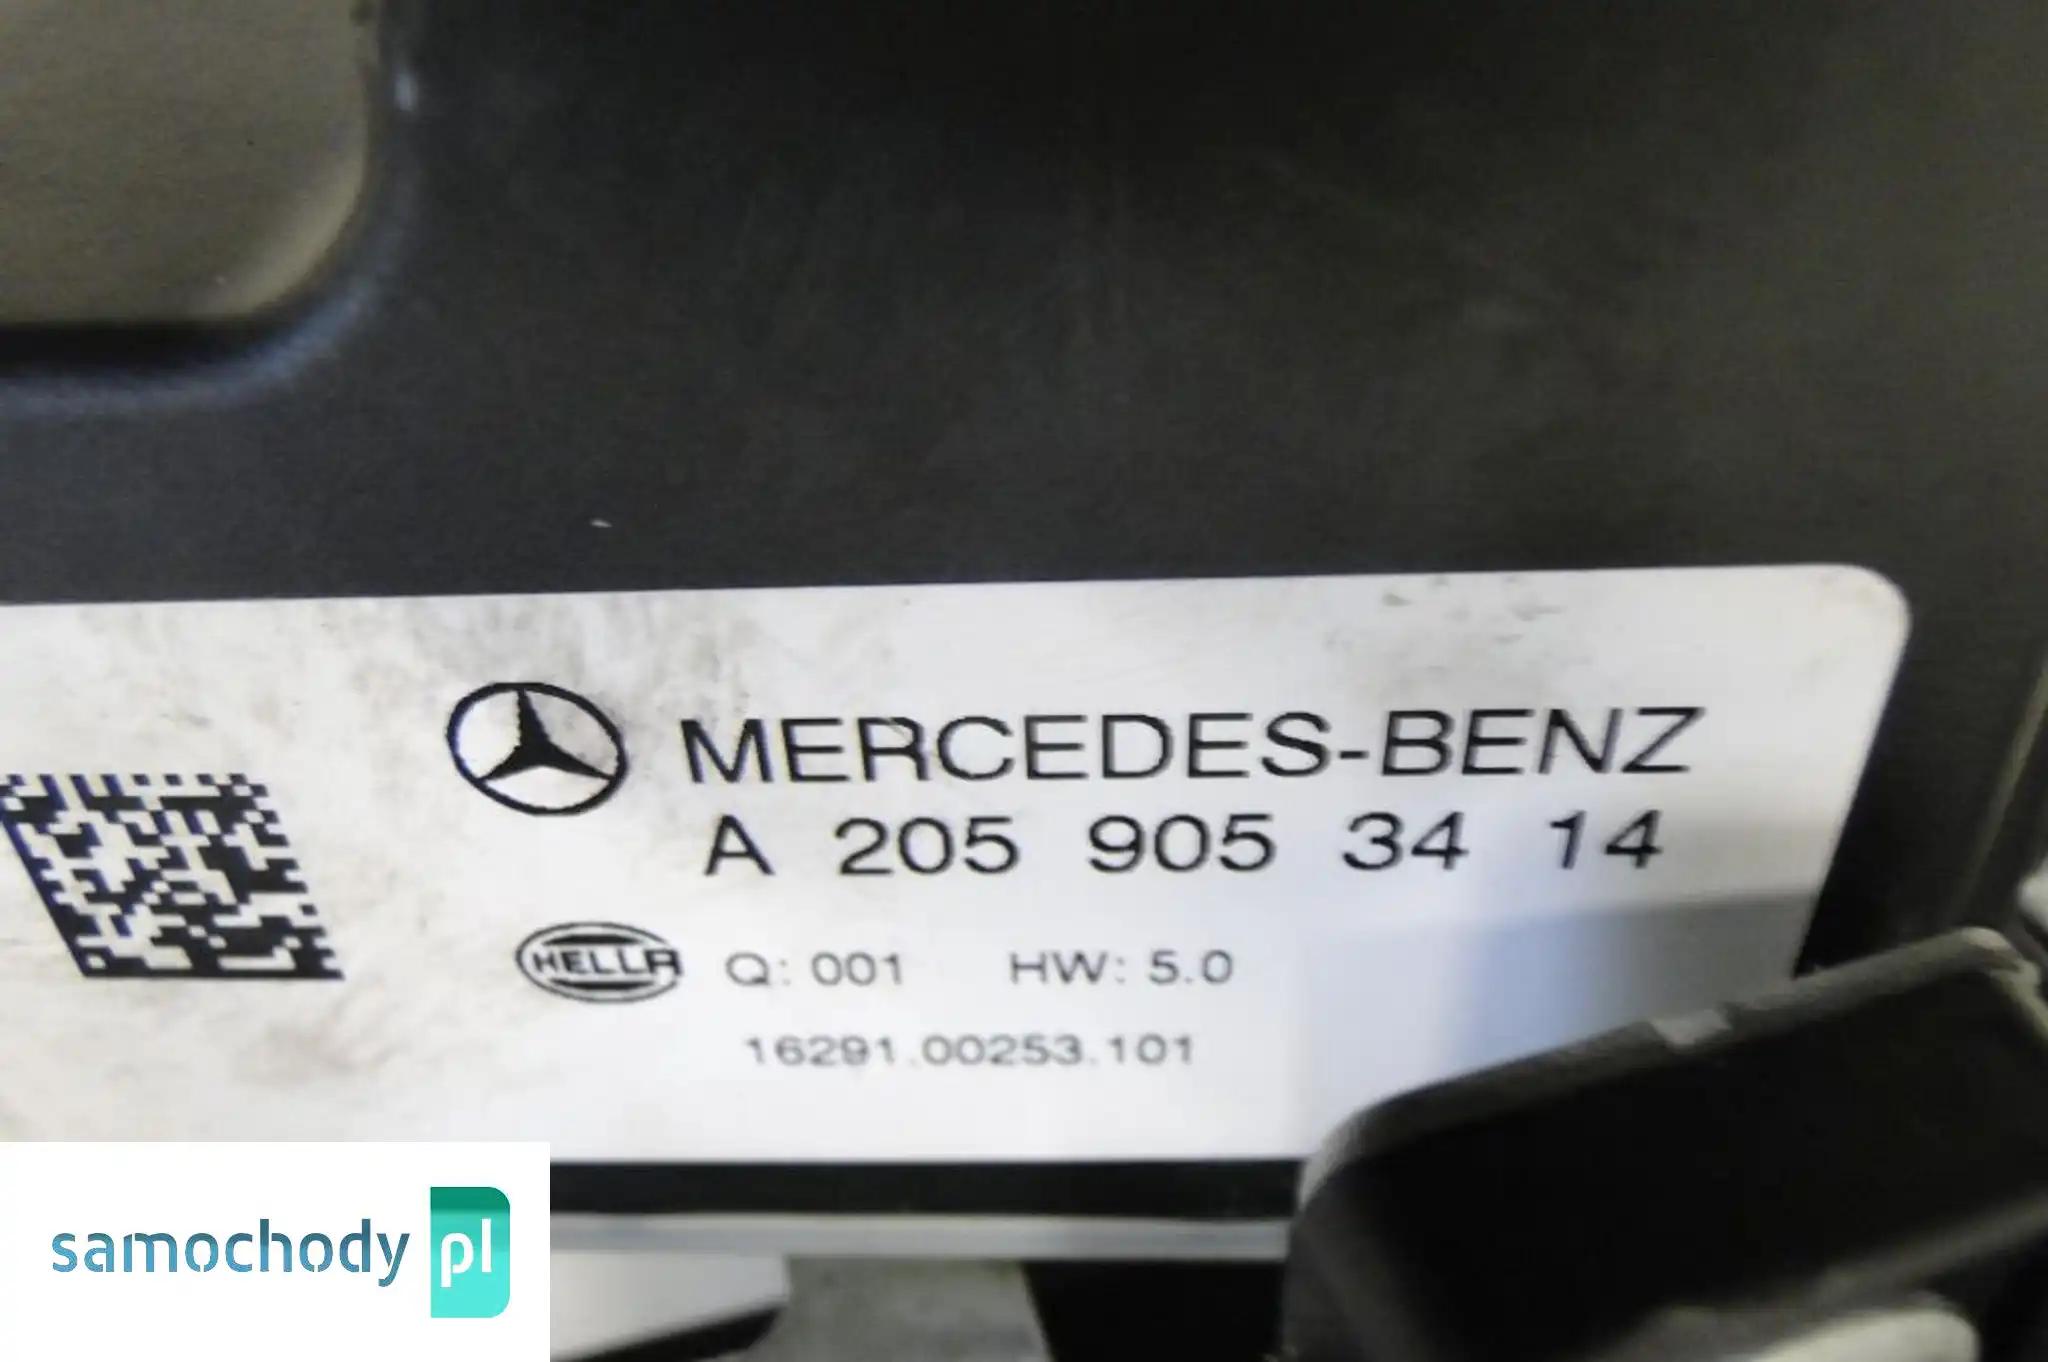 MERCEDES-BENZ
A 205 905 34 14
HELLA Q: 001 HW: 5.0
16291.00253.101
samochody pl